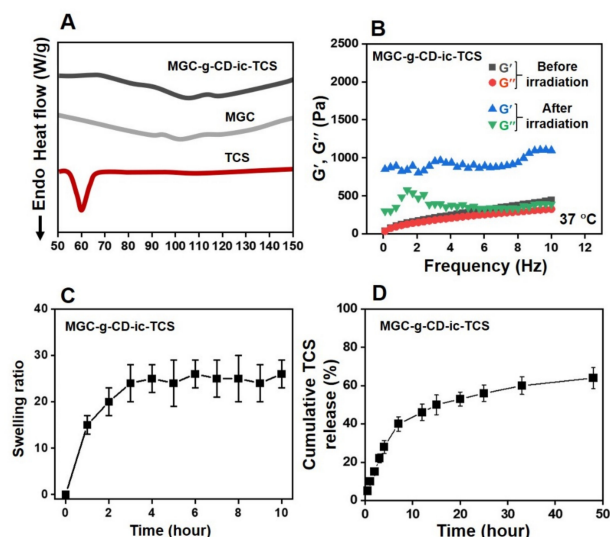 A
MGC-g-CD-ic-TCS
MGC
TCS
Endo Heat flow (W/g)
50 60 70 80 90 100 110 120 130 140 150
B
MGC-g-CD-ic-TCS
G′ Before
G″ irradiation
G′ After
G″ irradiation
37 °C
G′, G″ (Pa)
2500
2000
1500
1000
500
0
0 2 4 6 8 10 12
Frequency (Hz)
C
MGC-g-CD-ic-TCS
Swelling ratio
40
30
20
10
0
0 2 4 6 8 10
Time (hour)
D
MGC-g-CD-ic-TCS
Cumulative TCS
release (%)
100
80
60
40
20
0
0 10 20 30 40 50
Time (hour)